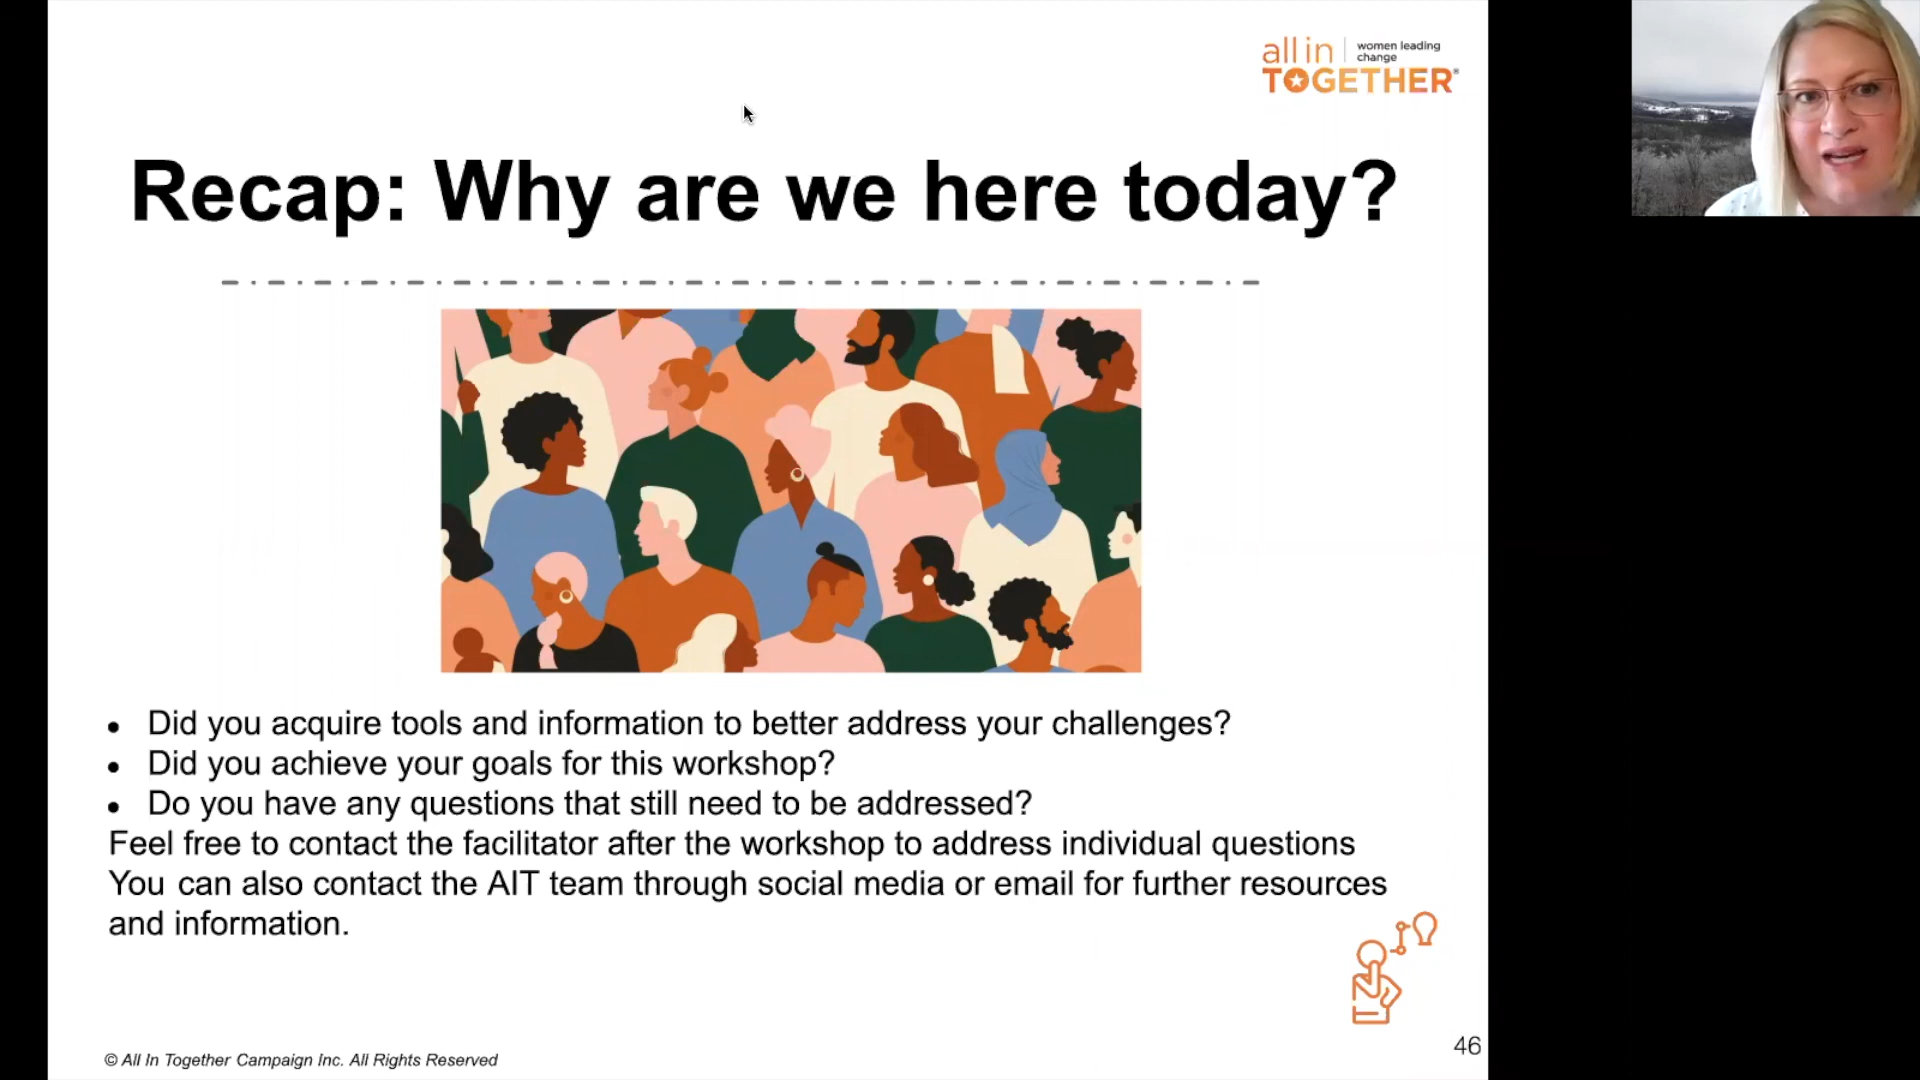 all in
TOGETHER®
women leading
change
Recap: Why are we here today?
• Did you acquire tools and information to better address your challenges?
• Did you achieve your goals for this workshop?
• Do you have any questions that still need to be addressed?
Feel free to contact the facilitator after the workshop to address individual questions
You can also contact the AIT team through social media or email for further resources
and information.
© All In Together Campaign Inc. All Rights Reserved
46